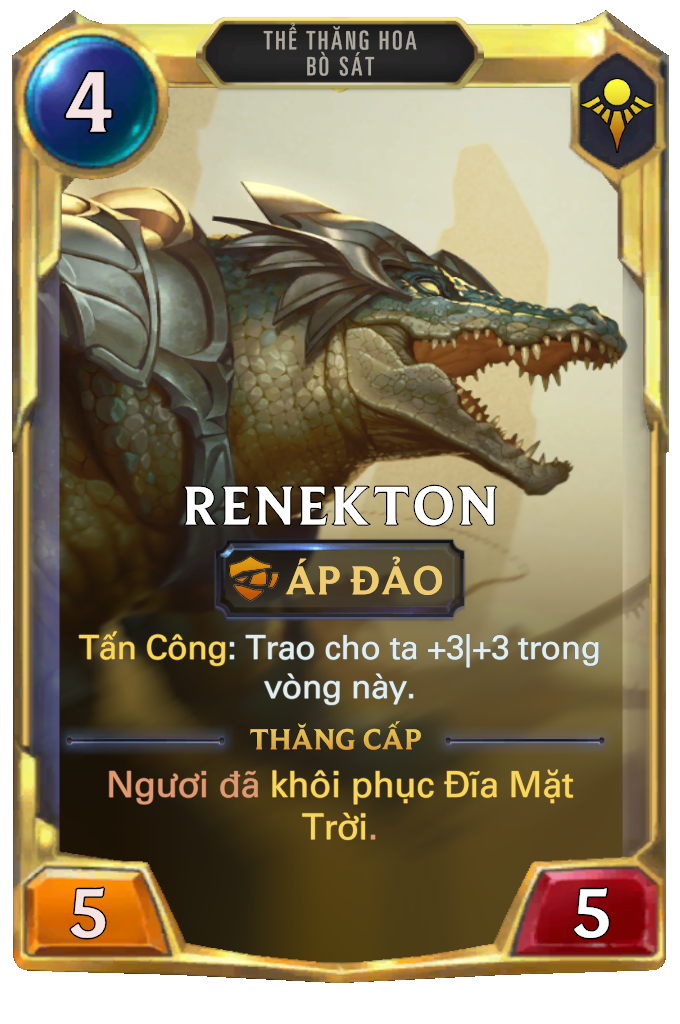 THỂ THĂNG HOA
BÒ SÁT
4
RENEKTON
ÁP ĐẢO
Tấn Công: Trao cho ta +3|+3 trong
vòng này.
THĂNG CẤP
Ngươi đã khôi phục Đĩa Mặt
Trời.
5
5